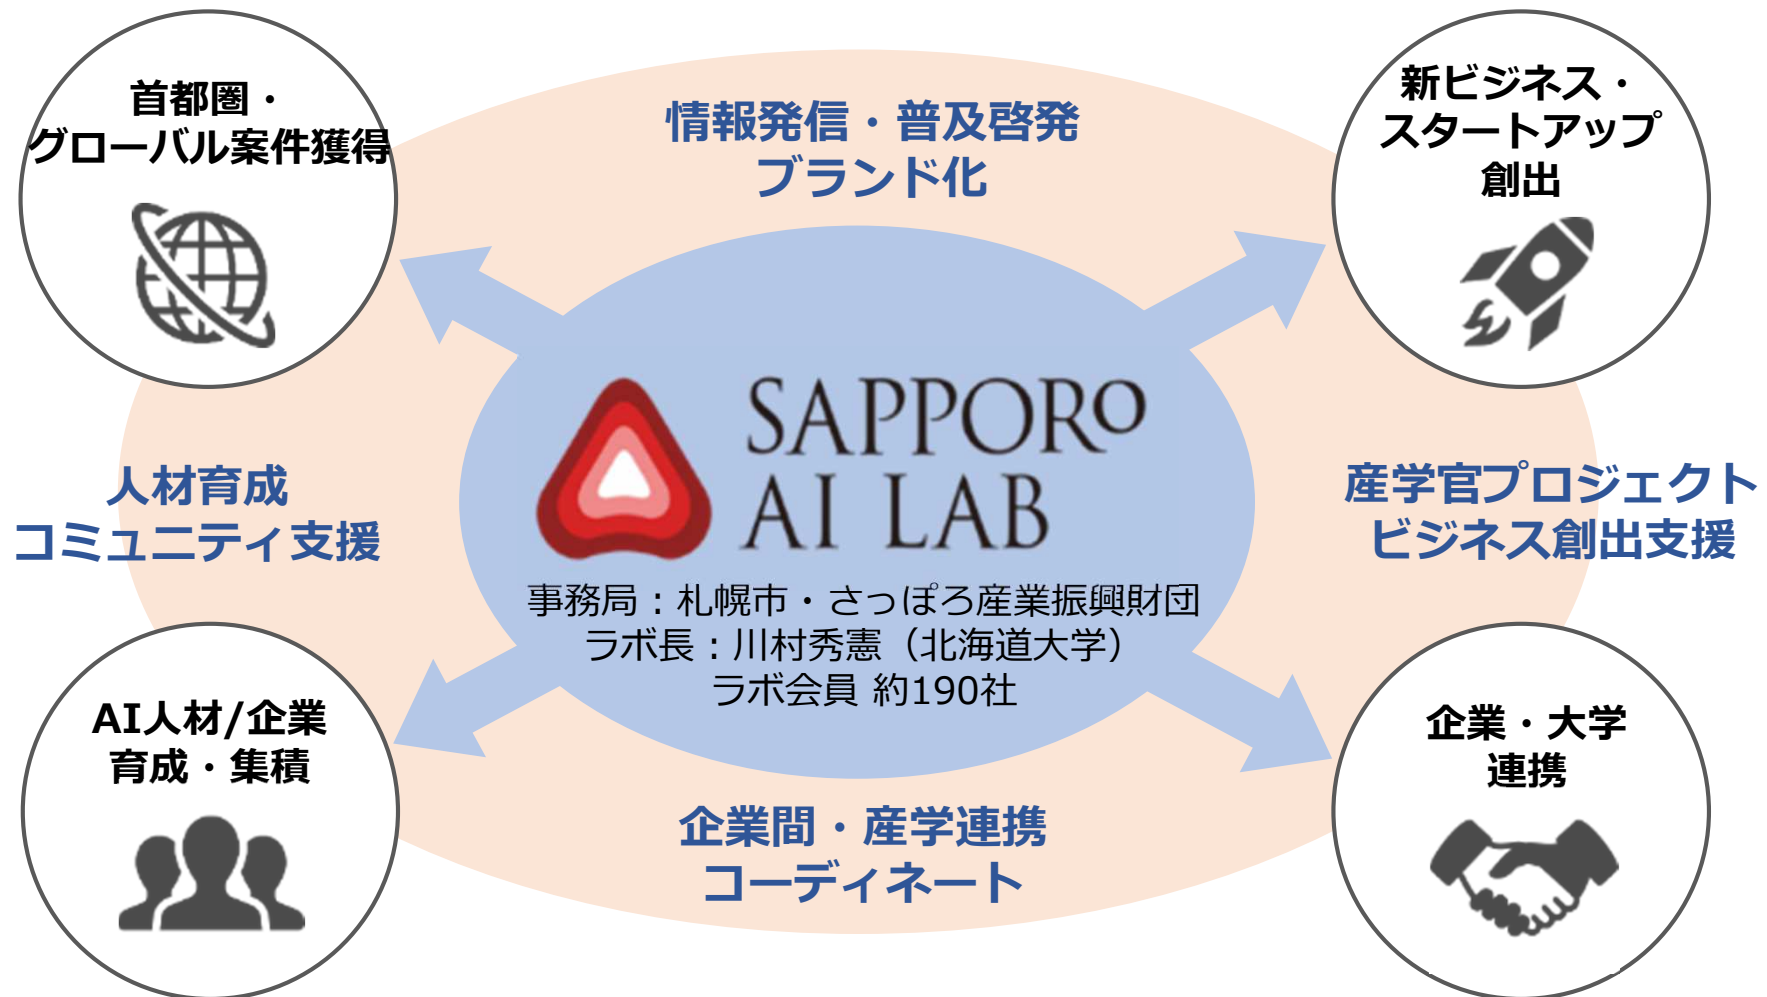 首都圏・
グローバル案件獲得
情報発信・普及啓発
ブランド化
新ビジネス・
スタートアップ
創出
人材育成
コミュニティ支援
SAPPORO
AI LAB
事務局：札幌市・さっぽろ産業振興財団
ラボ長：川村秀憲（北海道大学）
ラボ会員 約190社
産学官プロジェクト
ビジネス創出支援
AI人材/企業
育成・集積
企業間・産学連携
コーディネート
企業・大学
連携